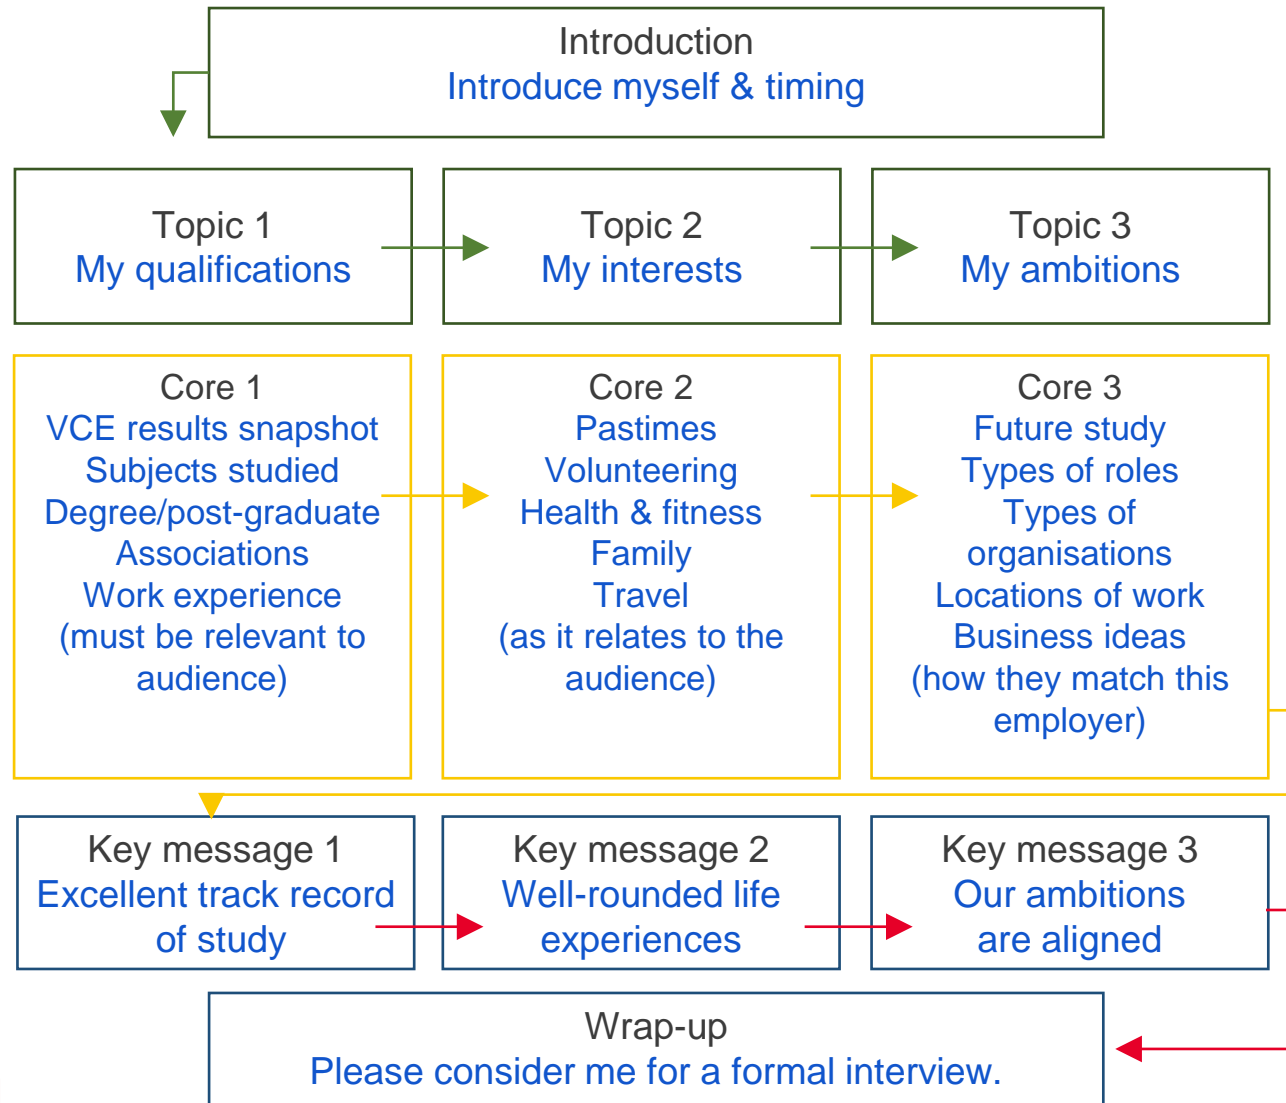 Introduction
Introduce myself & timing
Topic 1
My qualifications
Topic 2
My interests
Topic 3
My ambitions
Core 1
VCE results snapshot
Subjects studied
Degree/post-graduate
Associations
Work experience
(must be relevant to
audience)
Core 2
Pastimes
Volunteering
Health & fitness
Family
Travel
(as it relates to the
audience)
Core 3
Future study
Types of roles
Types of
organisations
Locations of work
Business ideas
(how they match this
employer)
Key message 1
Excellent track record
of study
Key message 2
Well-rounded life
experiences
Key message 3
Our ambitions
are aligned
Wrap-up
Please consider me for a formal interview.